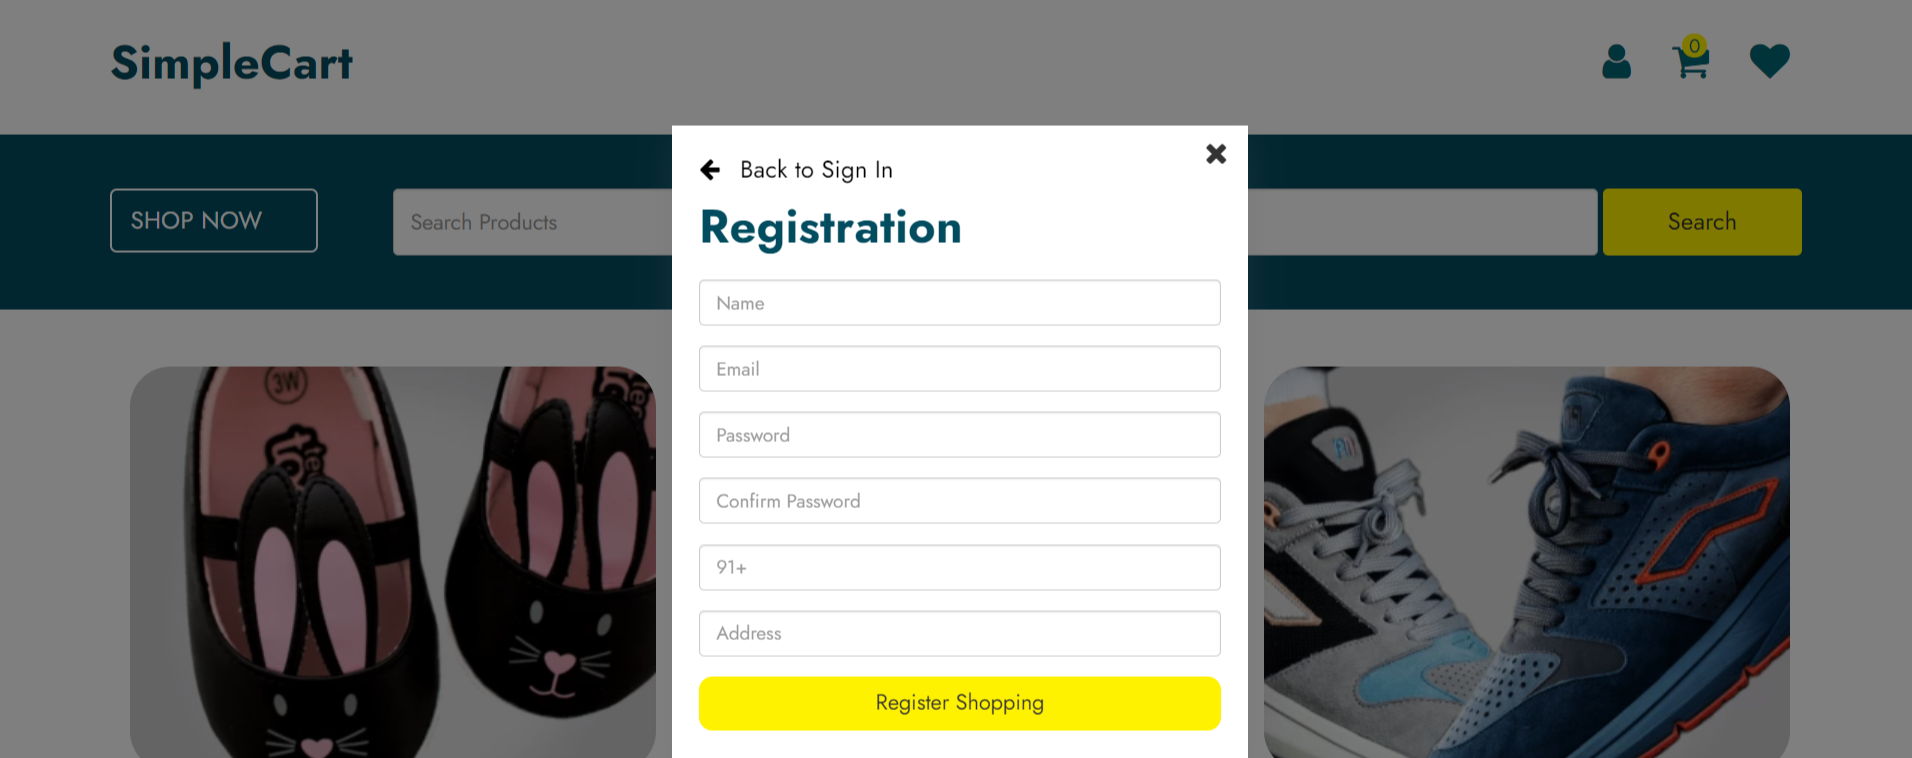 SimpleCart
0
SHOP NOW
Search Products
Search
Back to Sign In
Registration
Name
Email
Password
Confirm Password
91+
Address
Register Shopping
3W